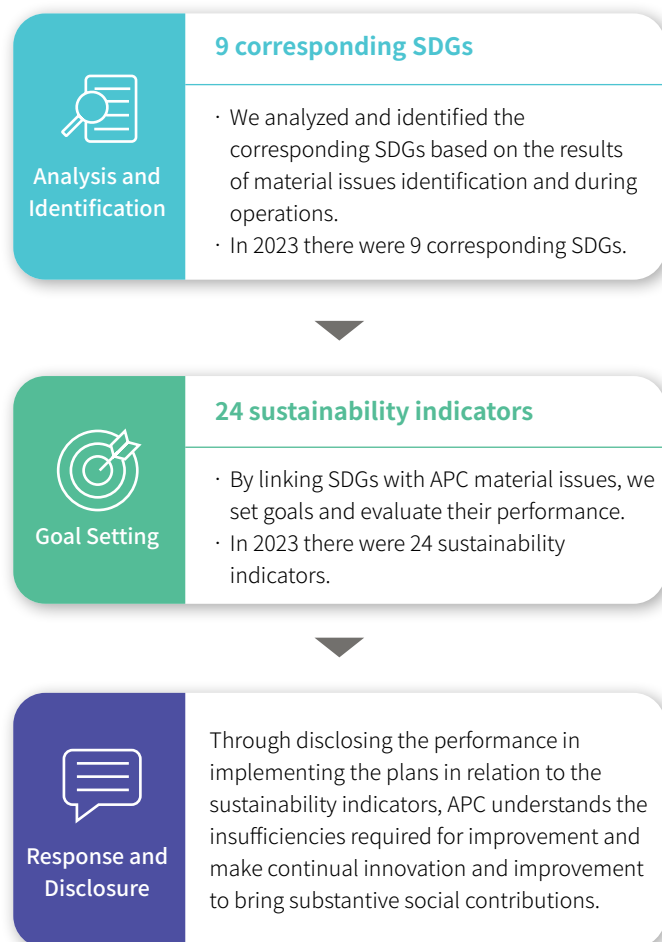 Analysis and
Identification
9 corresponding SDGs
· We analyzed and identified the
corresponding SDGs based on the results
of material issues identification and during
operations.
· In 2023 there were 9 corresponding SDGs.
Goal Setting
24 sustainability indicators
· By linking SDGs with APC material issues, we
set goals and evaluate their performance.
· In 2023 there were 24 sustainability
indicators.
Response and
Disclosure
Through disclosing the performance in
implementing the plans in relation to the
sustainability indicators, APC understands the
insufficiencies required for improvement and
make continual innovation and improvement
to bring substantive social contributions.